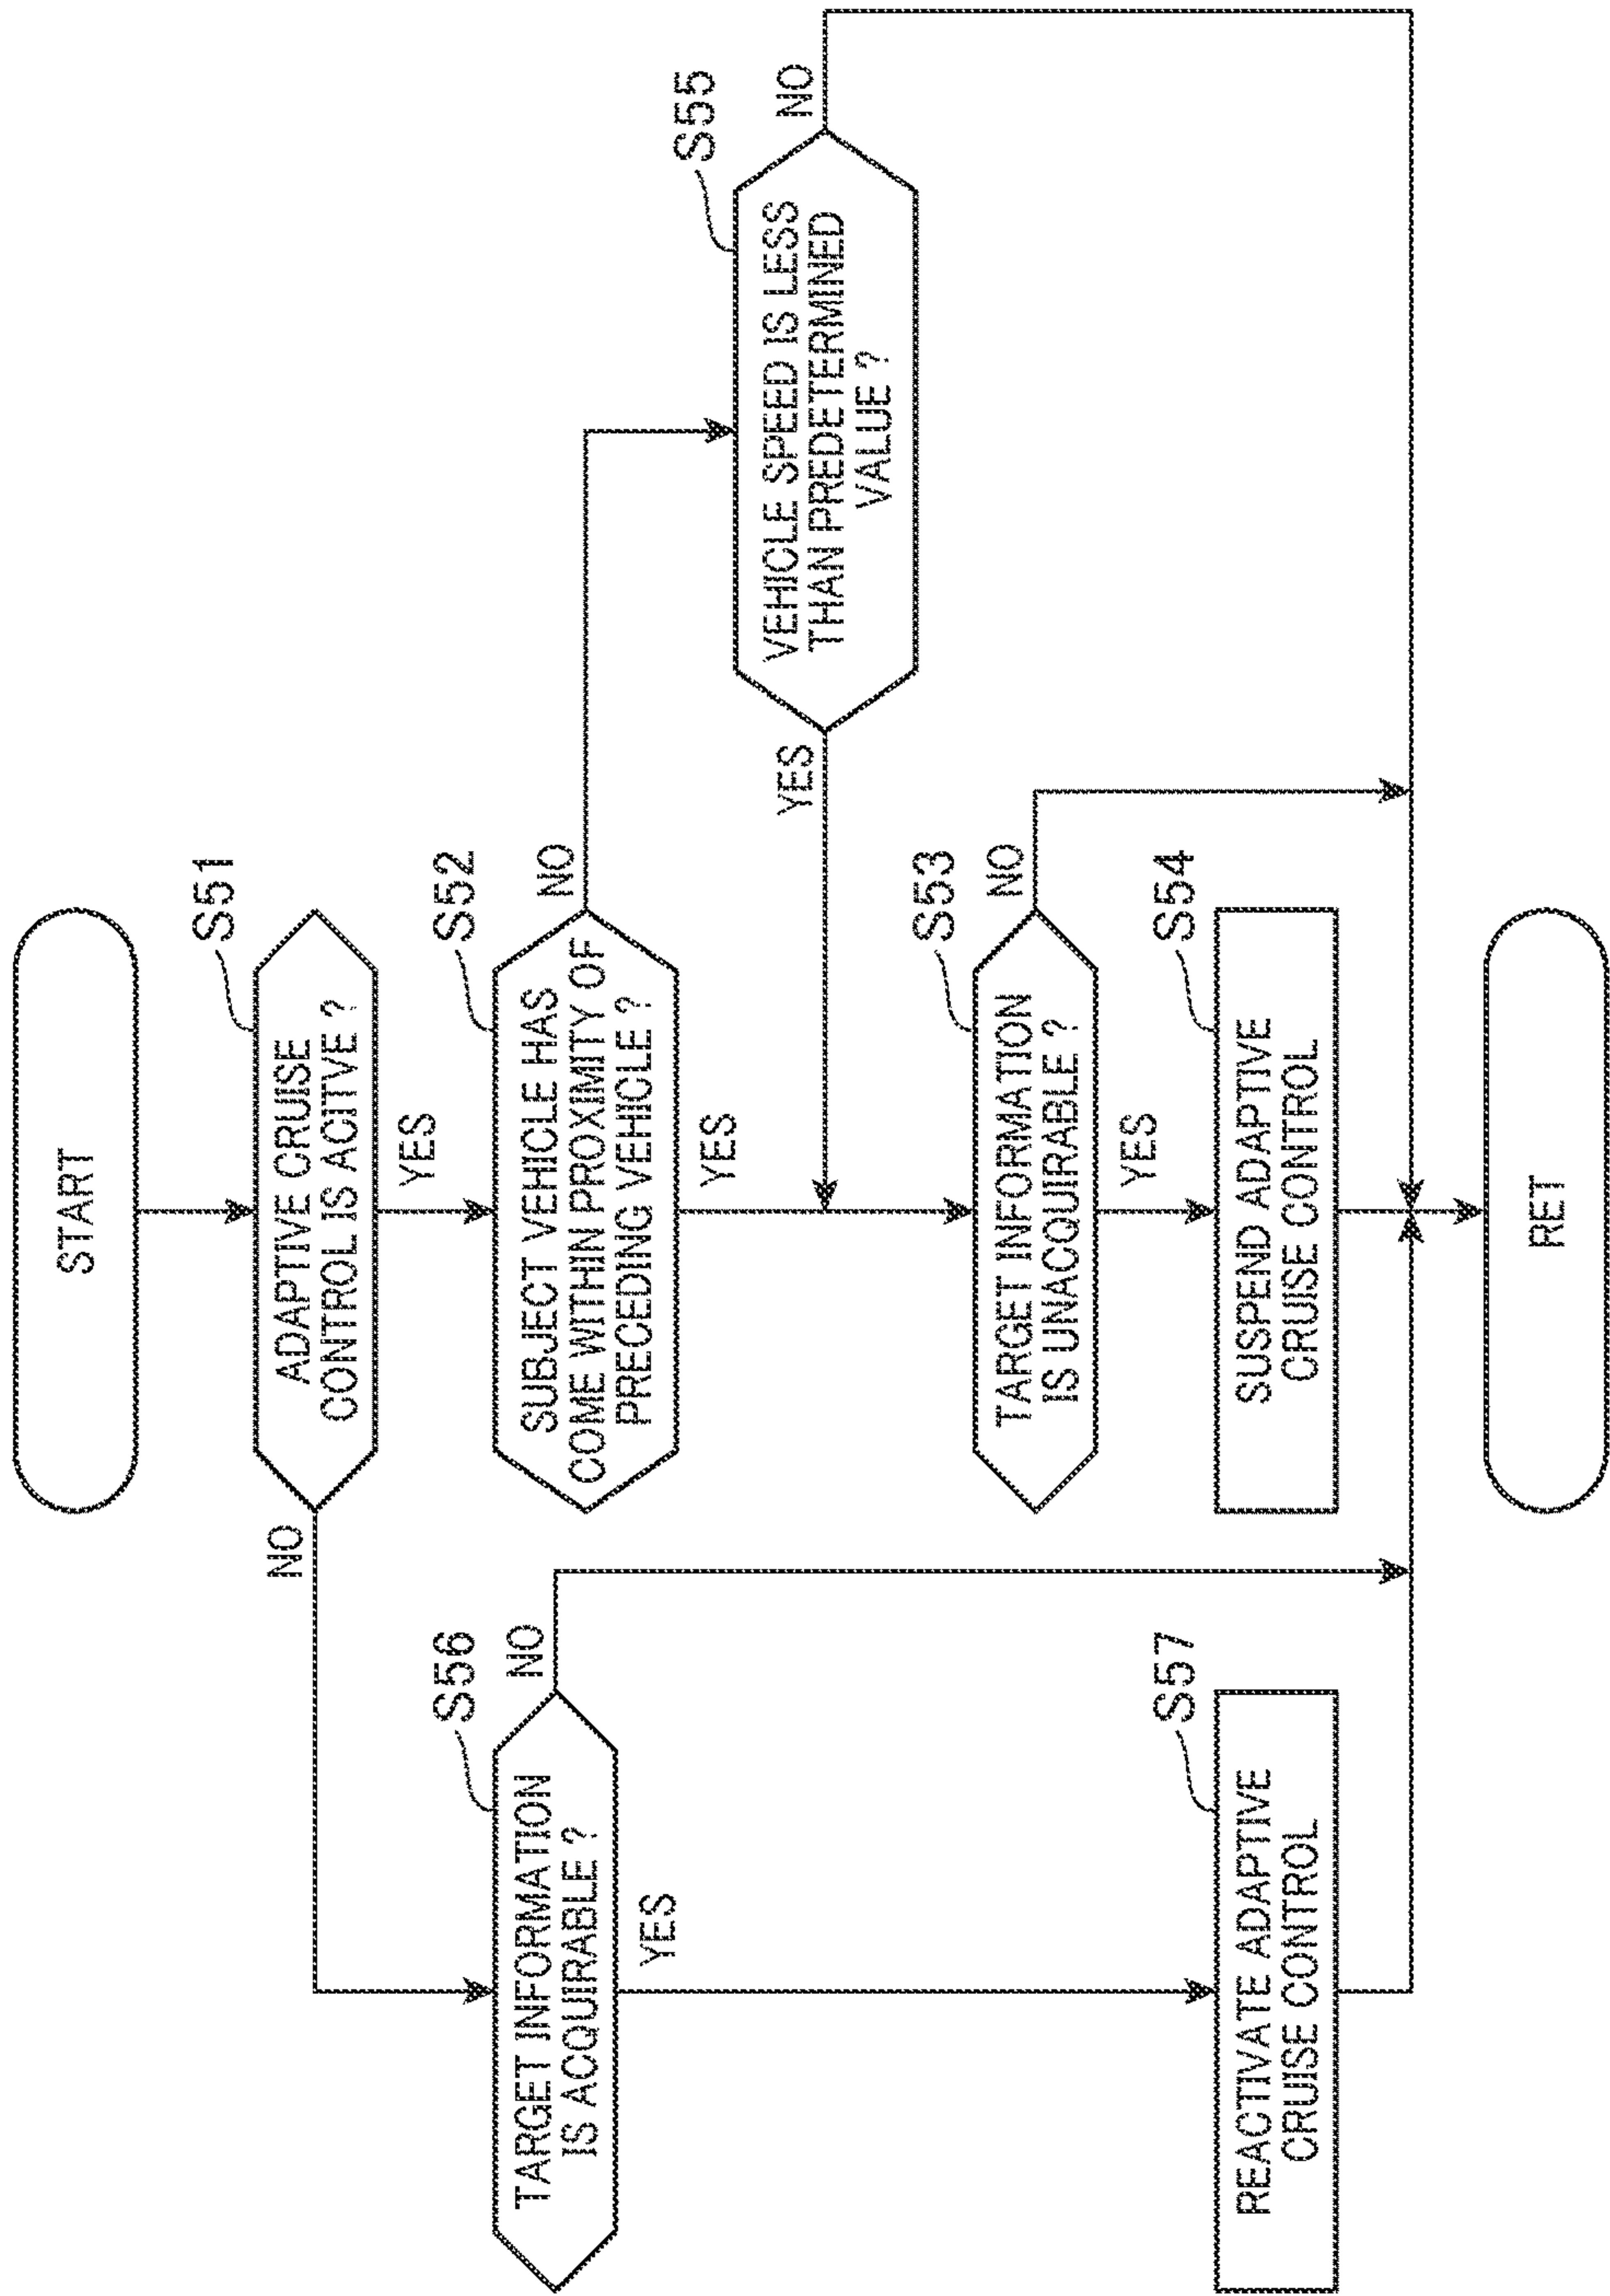 START
S51
ADAPTIVE CRUISE
CONTROL IS ACITVE ?
NO
YES
S52
SUBJECT VEHICLE HAS
COME WITHIN PROXIMITY OF
PRECEDING VEHICLE ?
NO
YES
S55
VEHICLE SPEED IS LESS
THAN PREDETERMINED
VALUE ?
NO
YES
S53
TARGET INFORMATION
IS UNACQUIRABLE ?
NO
YES
S54
SUSPEND ADAPTIVE
CRUISE CONTROL
S56
TARGET INFORMATION
IS ACQUIRABLE ?
NO
YES
S57
REACTIVATE ADAPTIVE
CRUISE CONTROL
RET